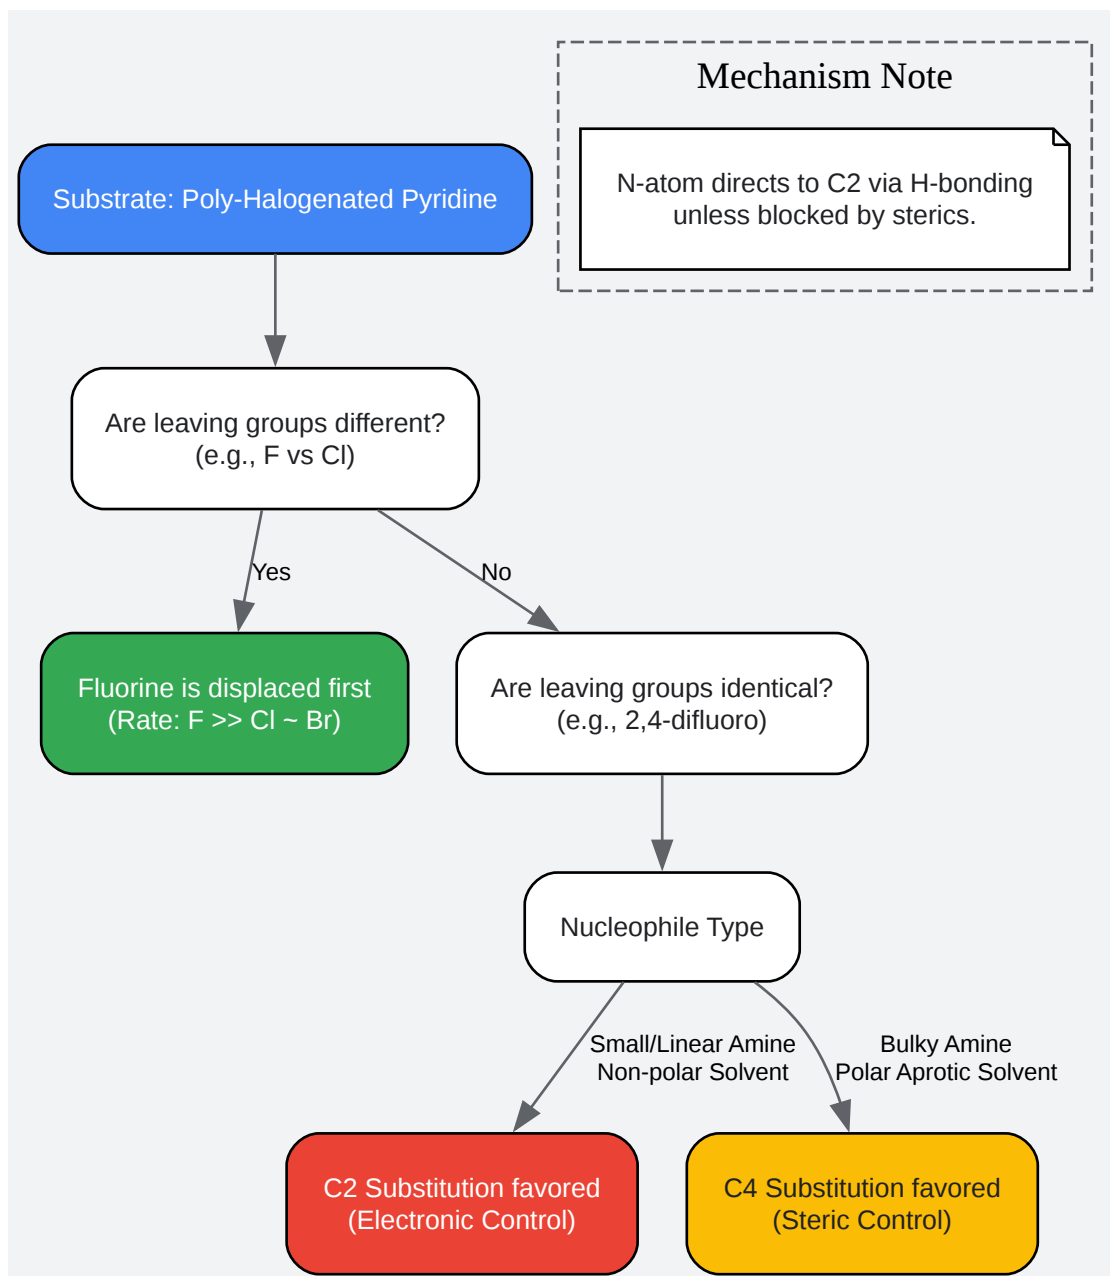 Mechanism Note
N-atom directs to C2 via H-bonding
unless blocked by sterics.
Substrate: Poly-Halogenated Pyridine
Are leaving groups different?
(e.g., F vs Cl)
Yes
No
Fluorine is displaced first
(Rate: F >> Cl ~ Br)
Are leaving groups identical?
(e.g., 2,4-difluoro)
Nucleophile Type
Small/Linear Amine
Non-polar Solvent
Bulky Amine
Polar Aprotic Solvent
C2 Substitution favored
(Electronic Control)
C4 Substitution favored
(Steric Control)